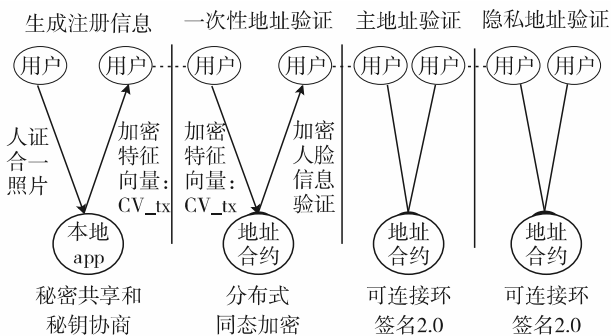 生成注册信息
一次性地址验证
主地址验证
隐私地址验证
用户
用户
用户
用户
用户
用户
用户
用户
人证
合一
照片
加密
特征
向量：
CV_tx
加密
特征
向量：
CV_tx
加密
人脸
信息
验证
本地
app
地址
合约
地址
合约
地址
合约
秘密共享和
秘钥协商
分布式
同态加密
可连接环
签名2.0
可连接环
签名2.0